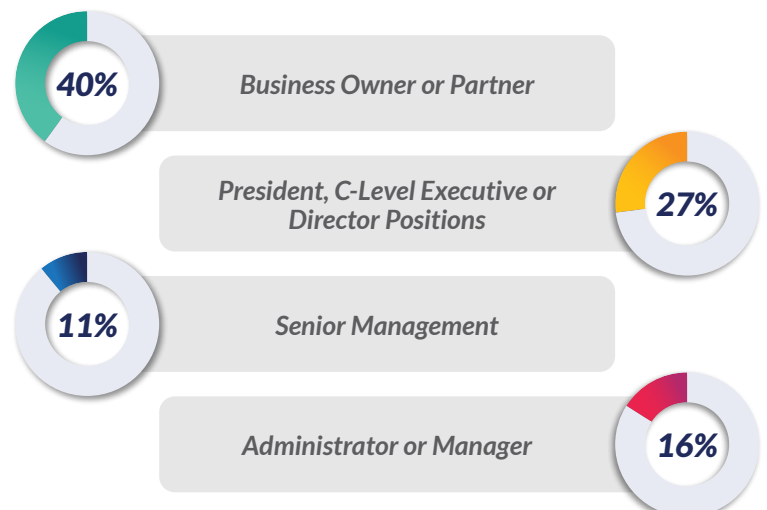 40%
Business Owner or Partner
President, C-Level Executive or
Director Positions
27%
11%
Senior Management
Administrator or Manager
16%